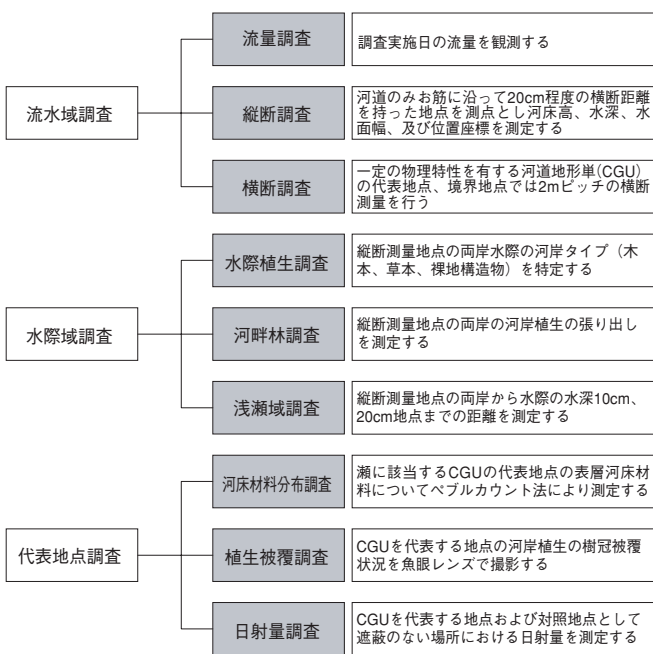 流水域調査
流量調査
調査実施日の流量を観測する
縦断調査
河道のみお筋に沿って20cm程度の横断距離
を持った地点を測点とし河床高、水深、水
面幅、及び位置座標を測定する
横断調査
一定の物理特性を有する河道地形単(CGU)
の代表地点、境界地点では2mピッチの横断
測量を行う
水際域調査
水際植生調査
縦断測量地点の両岸水際の河岸タイプ（木
本、草本、裸地構造物）を特定する
河畔林調査
縦断測量地点の両岸の河岸植生の張り出し
を測定する
浅瀬域調査
縦断測量地点の両岸から水際の水深10cm、
20cm地点までの距離を測定する
代表地点調査
河床材料分布調査
瀬に該当するCGUの代表地点の表層河床材
料についてペブルカウント法により測定する
植生被覆調査
CGUを代表する地点の河岸植生の樹冠被覆
状況を魚眼レンズで撮影する
日射量調査
CGUを代表する地点および対照地点として
遮蔽のない場所における日射量を測定する